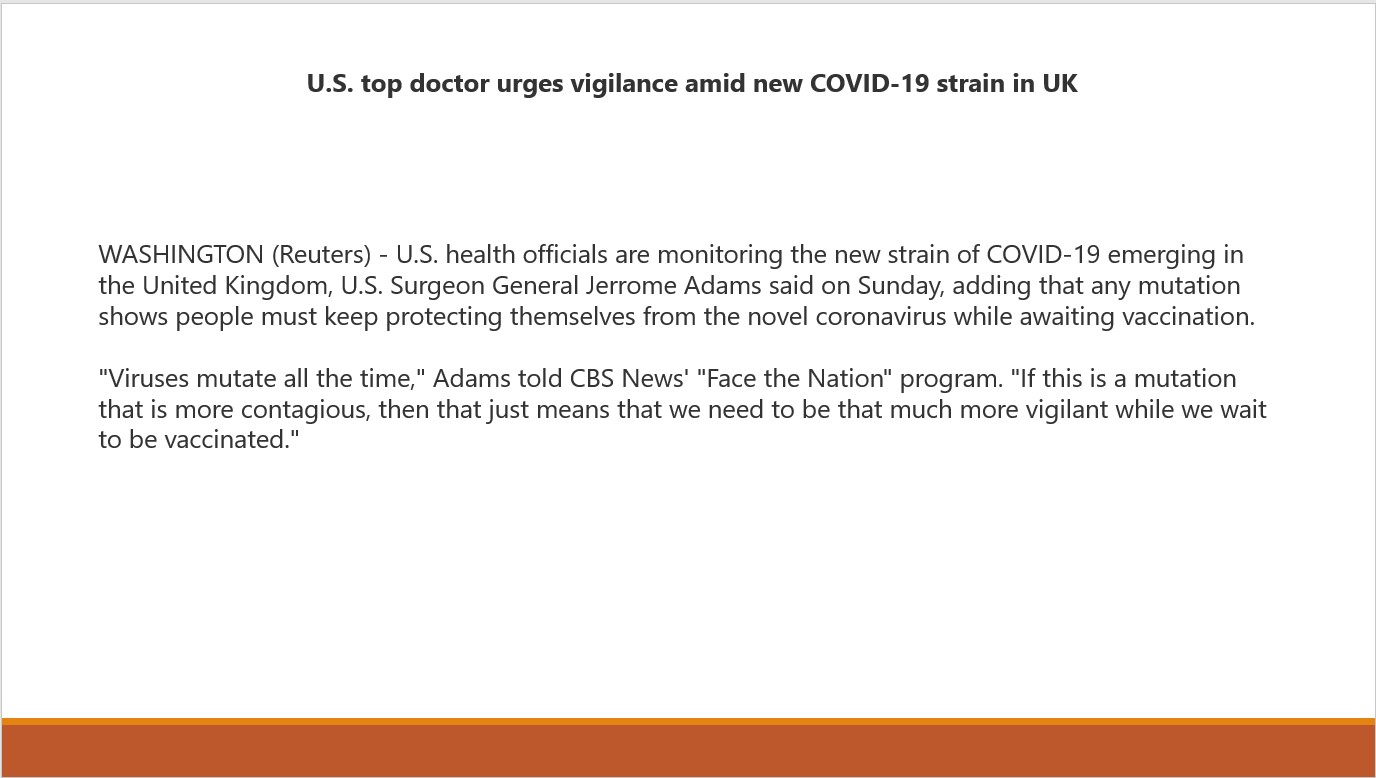 U.S. top doctor urges vigilance amid new COVID-19 strain in UK
WASHINGTON (Reuters) - U.S. health officials are monitoring the new strain of COVID-19 emerging in
the United Kingdom, U.S. Surgeon General Jerrome Adams said on Sunday, adding that any mutation
shows people must keep protecting themselves from the novel coronavirus while awaiting vaccination.
"Viruses mutate all the time," Adams told CBS News' "Face the Nation" program. "If this is a mutation
that is more contagious, then that just means that we need to be that much more vigilant while we wait
to be vaccinated."